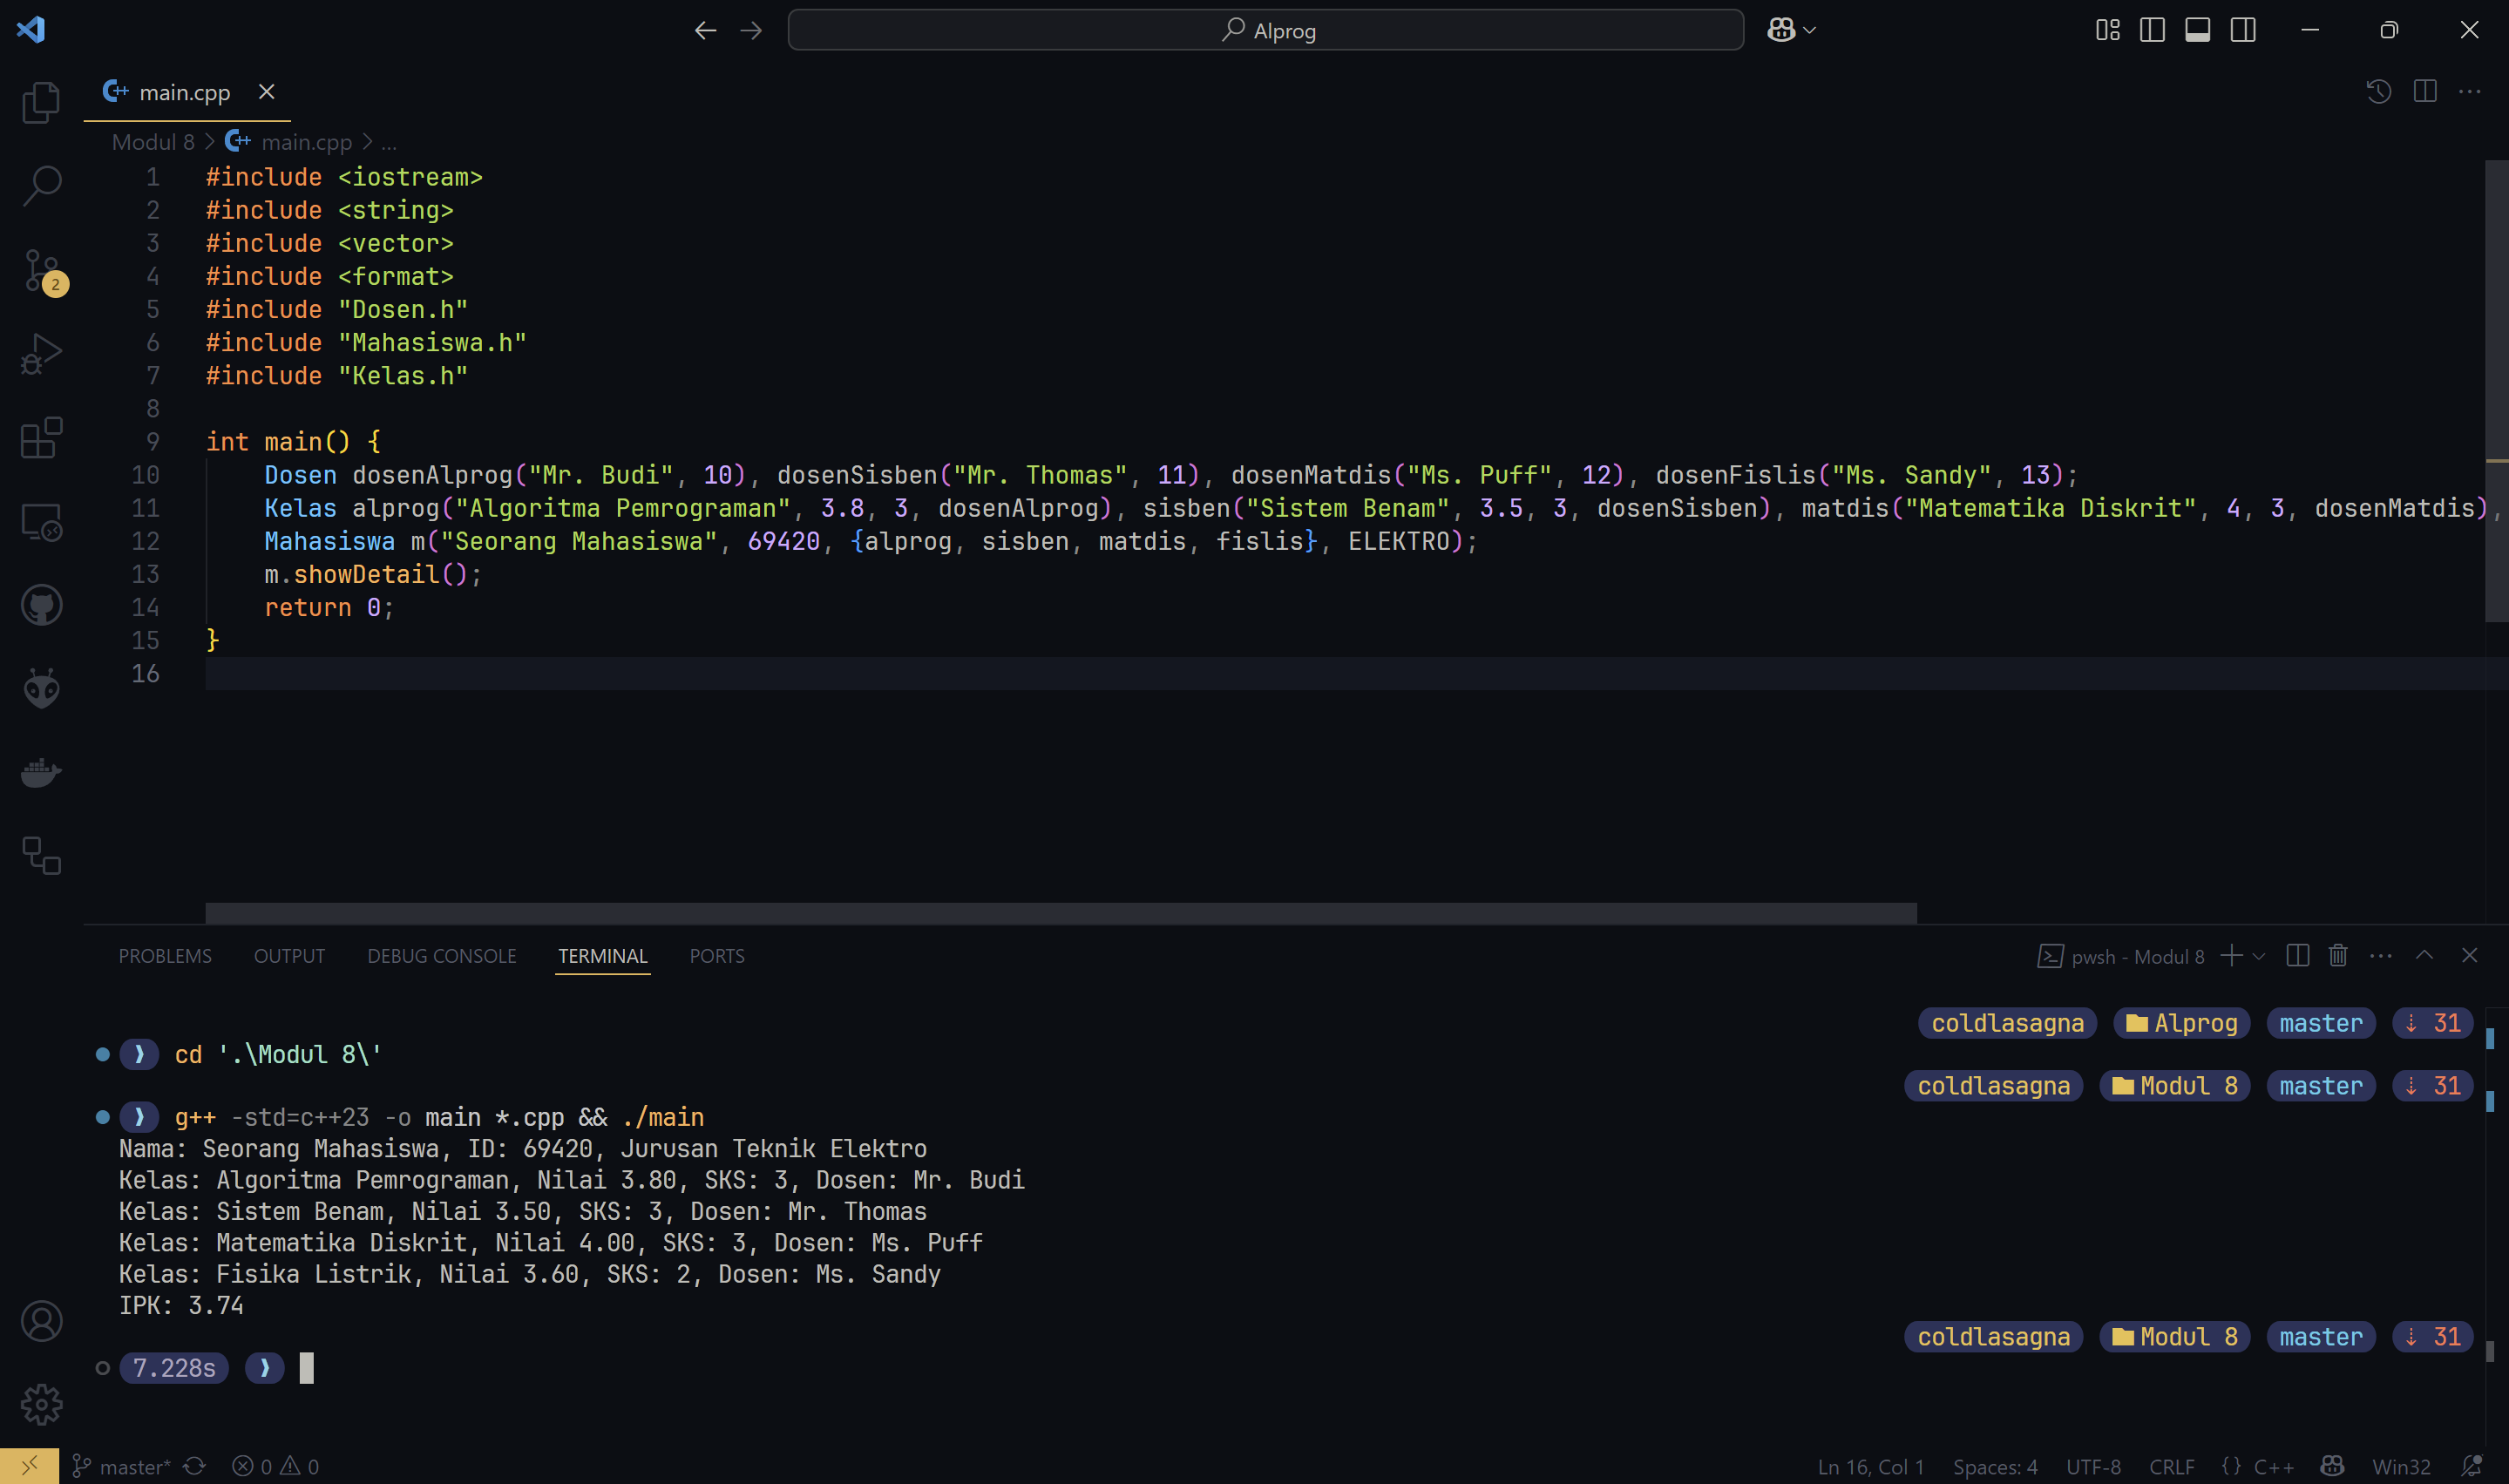 Alprog
main.cpp
Modul 8 > main.cpp > ...
1 #include <iostream>
2 #include <string>
3 #include <vector>
4 #include <format>
5 #include "Dosen.h"
6 #include "Mahasiswa.h"
7 #include "Kelas.h"
8
9 int main() {
10 Dosen dosenAlprog("Mr. Budi", 10), dosenSisben("Mr. Thomas", 11), dosenMatdis("Ms. Puff", 12), dosenFislis("Ms. Sandy", 13);
11 Kelas alprog("Algoritma Pemrograman", 3.8, 3, dosenAlprog), sisben("Sistem Benam", 3.5, 3, dosenSisben), matdis("Matematika Diskrit", 4, 3, dosenMatdis),
12 Mahasiswa m("Seorang Mahasiswa", 69420, {alprog, sisben, matdis, fislis}, ELEKTRO);
13 m.showDetail();
14 return 0;
15 }
16
2
PROBLEMS OUTPUT DEBUG CONSOLE TERMINAL PORTS pwsh - Modul 8
coldlasagna Alprog master ⇣ 31
❯ cd '.\Modul 8\'
coldlasagna Modul 8 master ⇣ 31
❯ g++ -std=c++23 -o main *.cpp && ./main
Nama: Seorang Mahasiswa, ID: 69420, Jurusan Teknik Elektro
Kelas: Algoritma Pemrograman, Nilai 3.80, SKS: 3, Dosen: Mr. Budi
Kelas: Sistem Benam, Nilai 3.50, SKS: 3, Dosen: Mr. Thomas
Kelas: Matematika Diskrit, Nilai 4.00, SKS: 3, Dosen: Ms. Puff
Kelas: Fisika Listrik, Nilai 3.60, SKS: 2, Dosen: Ms. Sandy
IPK: 3.74
coldlasagna Modul 8 master ⇣ 31
7.228s ❯
master* 0 0 Ln 16, Col 1 Spaces: 4 UTF-8 CRLF {} C++ Win32